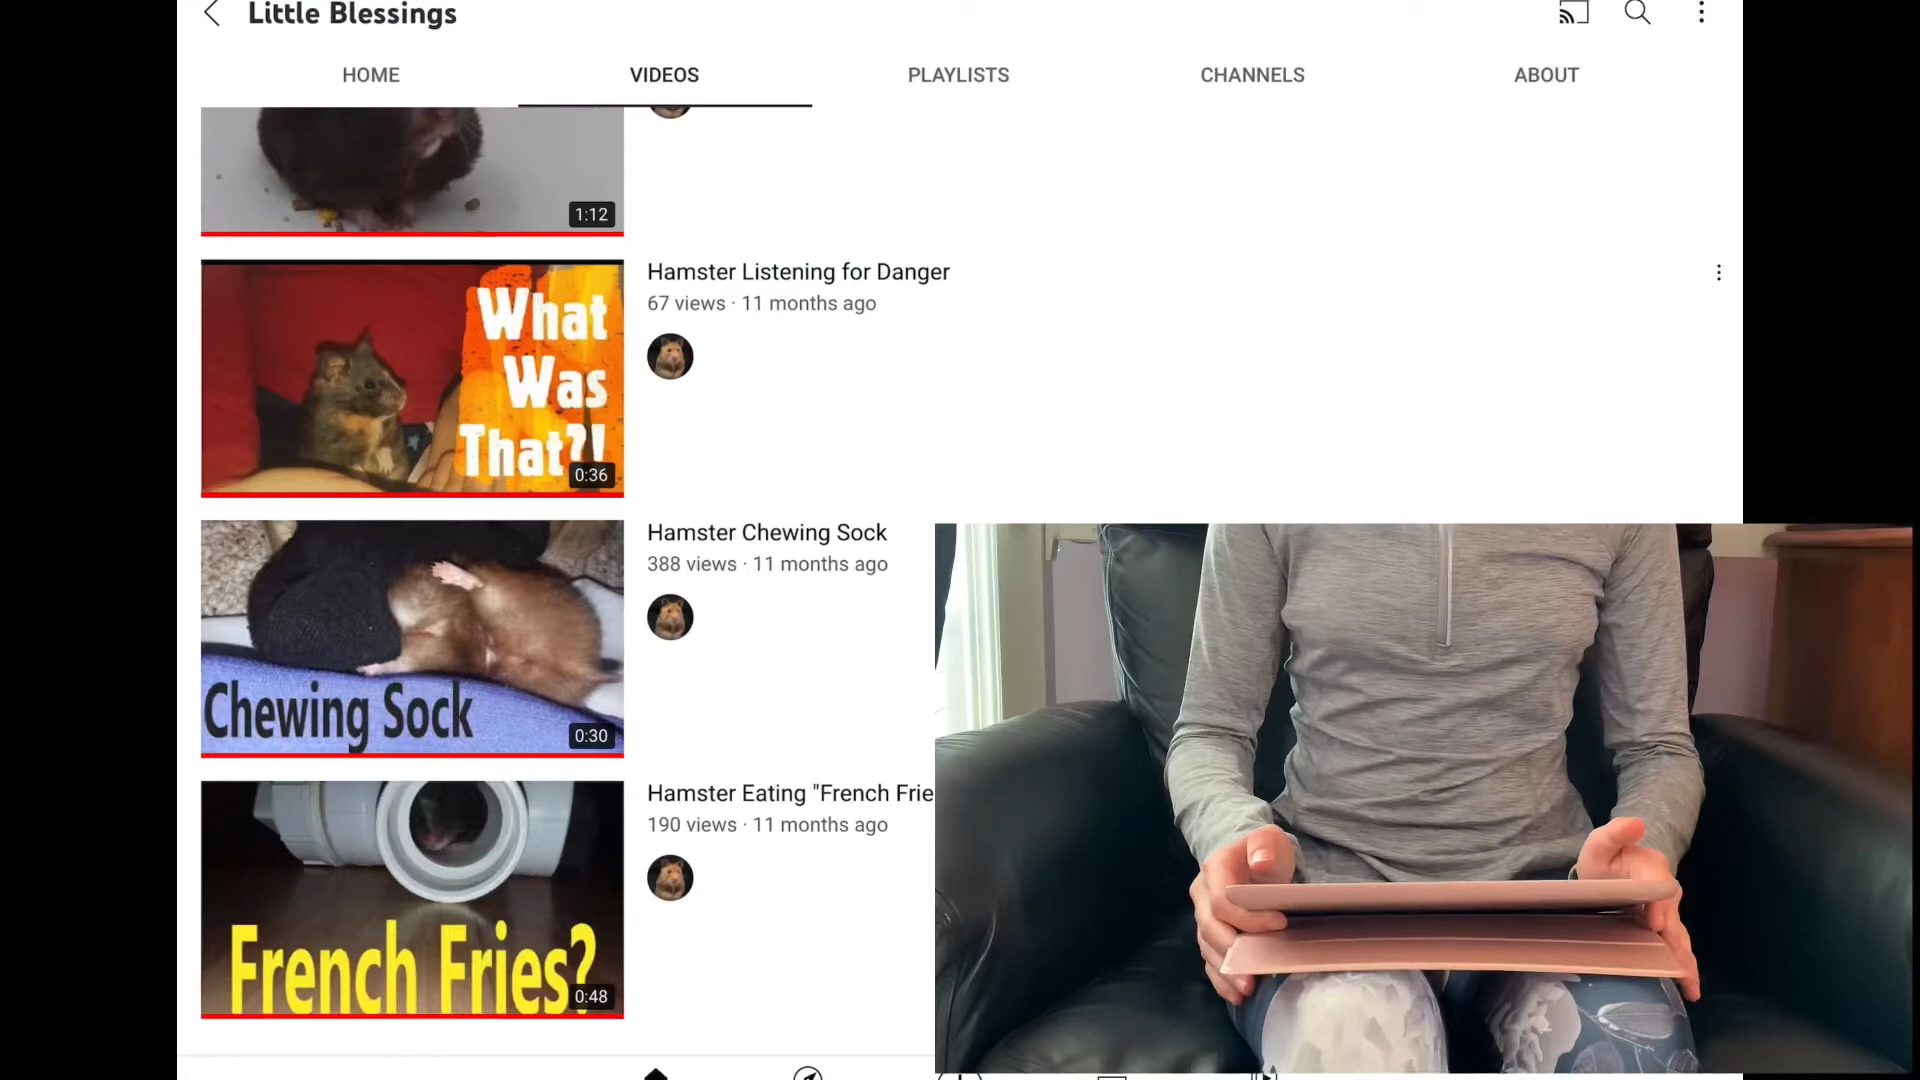 Little Blessings
HOME
VIDEOS
PLAYLISTS
CHANNELS
ABOUT
1:12
What
Was
That?!
0:36
Hamster Listening for Danger
67 views · 11 months ago
Chewing Sock
0:30
Hamster Chewing Sock
388 views · 11 months ago
French Fries?
0:48
Hamster Eating "French Frie
190 views · 11 months ago